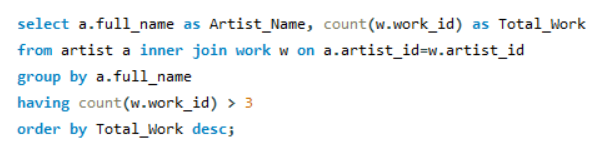 select a.full_name as Artist_Name, count(w.work_id) as Total_Work
from artist a inner join work w on a.artist_id=w.artist_id
group by a.full_name
having count(w.work_id) > 3
order by Total_Work desc;